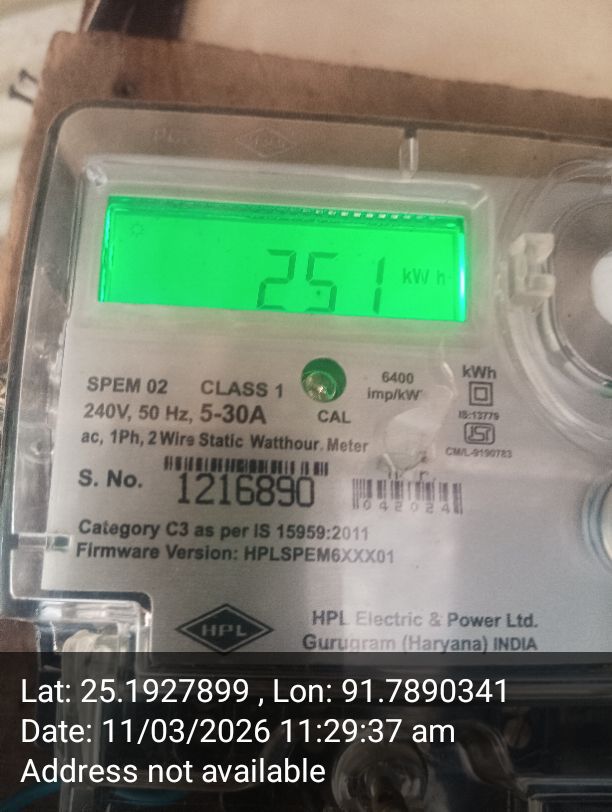 251 kWh
SPEM 02 CLASS 1
6400
imp/kW
kWh
240V, 50 Hz, 5-30A
CAL
IS:13779
ISI
ac, 1Ph, 2 Wire Static Watthour Meter
CM/L-9190783
S. No. 1216890
042024
Category C3 as per IS 15959:2011
Firmware Version: HPLSPEM6XXX01
HPL
HPL Electric & Power Ltd.
Gurugram (Haryana) INDIA
Lat: 25.1927899 , Lon: 91.7890341
Date: 11/03/2026 11:29:37 am
Address not available